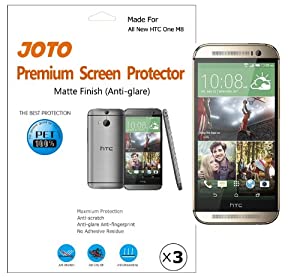 Made For
All New HTC One M8
JOTO
Premium Screen Protector
Matte Finish (Anti-glare)
THE BEST PROTECTION
PET
100%
hTC
Maximum Protection
Anti-scratch
Anti-glare Anti-fingerprint
No Adhesive Residue
×3
hTC